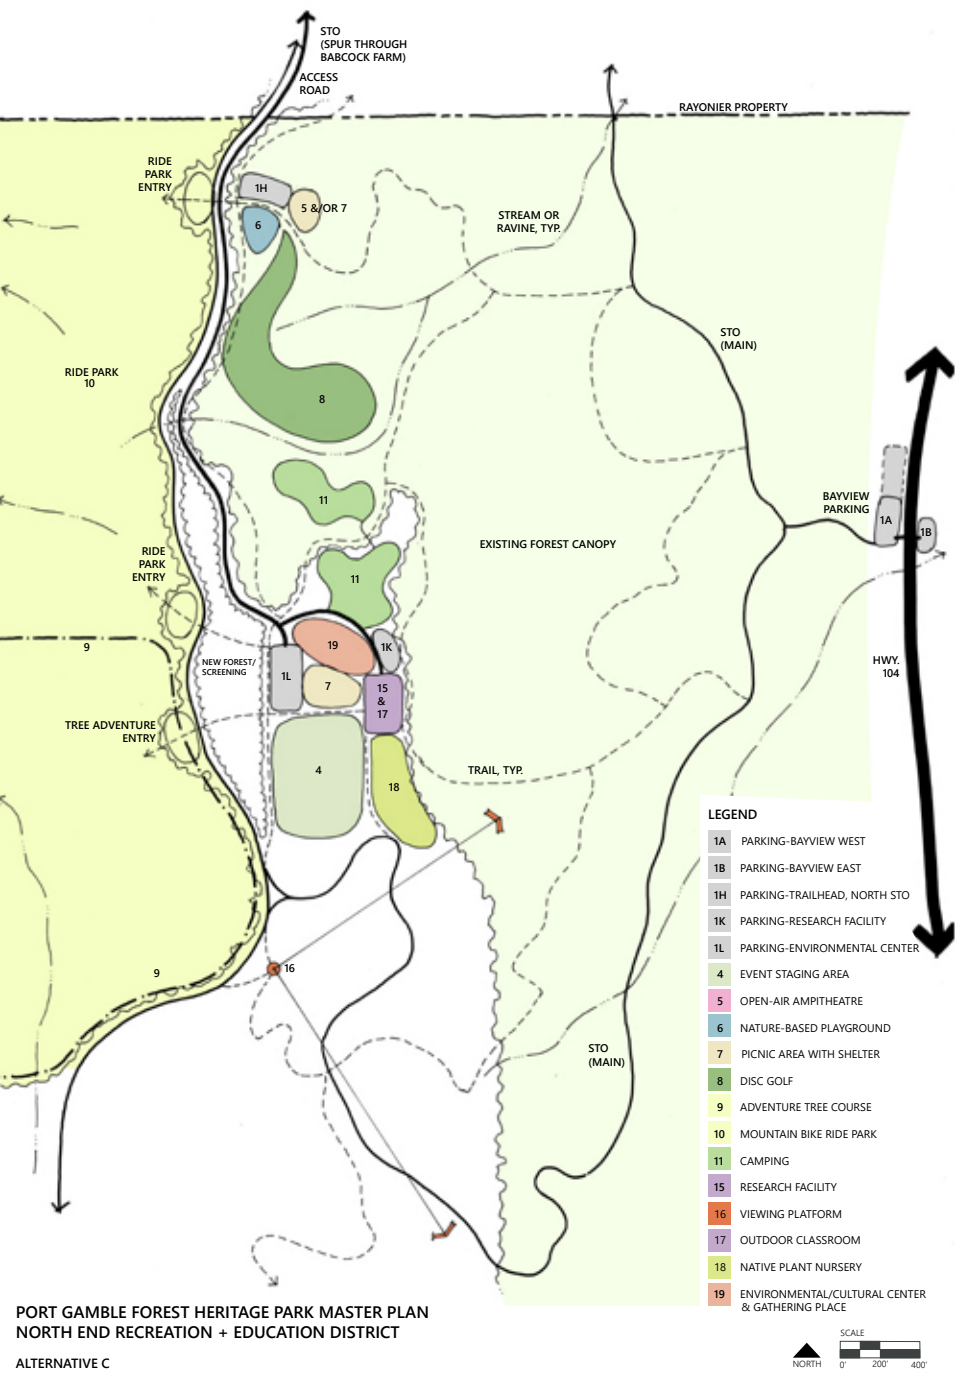 STO
(SPUR THROUGH
BABCOCK FARM)
ACCESS
ROAD
RAYONIER PROPERTY
RIDE
PARK
ENTRY
1H
5 &/OR 7
6
STREAM OR
RAVINE, TYP.
STO
(MAIN)
RIDE PARK
10
8
11
BAYVIEW
PARKING
1A
1B
EXISTING FOREST CANOPY
RIDE
PARK
ENTRY
11
9
19
1K
NEW FOREST/
SCREENING
1L
7
15
&
17
HWY.
104
TREE ADVENTURE
ENTRY
4
TRAIL, TYP.
18
9
16
STO
(MAIN)
LEGEND
1A PARKING-BAYVIEW WEST
1B PARKING-BAYVIEW EAST
1H PARKING-TRAILHEAD, NORTH STO
1K PARKING-RESEARCH FACILITY
1L PARKING-ENVIRONMENTAL CENTER
4 EVENT STAGING AREA
5 OPEN-AIR AMPITHEATRE
6 NATURE-BASED PLAYGROUND
7 PICNIC AREA WITH SHELTER
8 DISC GOLF
9 ADVENTURE TREE COURSE
10 MOUNTAIN BIKE RIDE PARK
11 CAMPING
15 RESEARCH FACILITY
16 VIEWING PLATFORM
17 OUTDOOR CLASSROOM
18 NATIVE PLANT NURSERY
19 ENVIRONMENTAL/CULTURAL CENTER
& GATHERING PLACE
PORT GAMBLE FOREST HERITAGE PARK MASTER PLAN
NORTH END RECREATION + EDUCATION DISTRICT
ALTERNATIVE C
NORTH
SCALE
0' 200' 400'